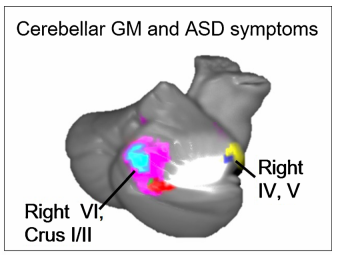 Cerebellar GM and ASD symptoms
Right
IV, V
Right VI,
Crus I/II